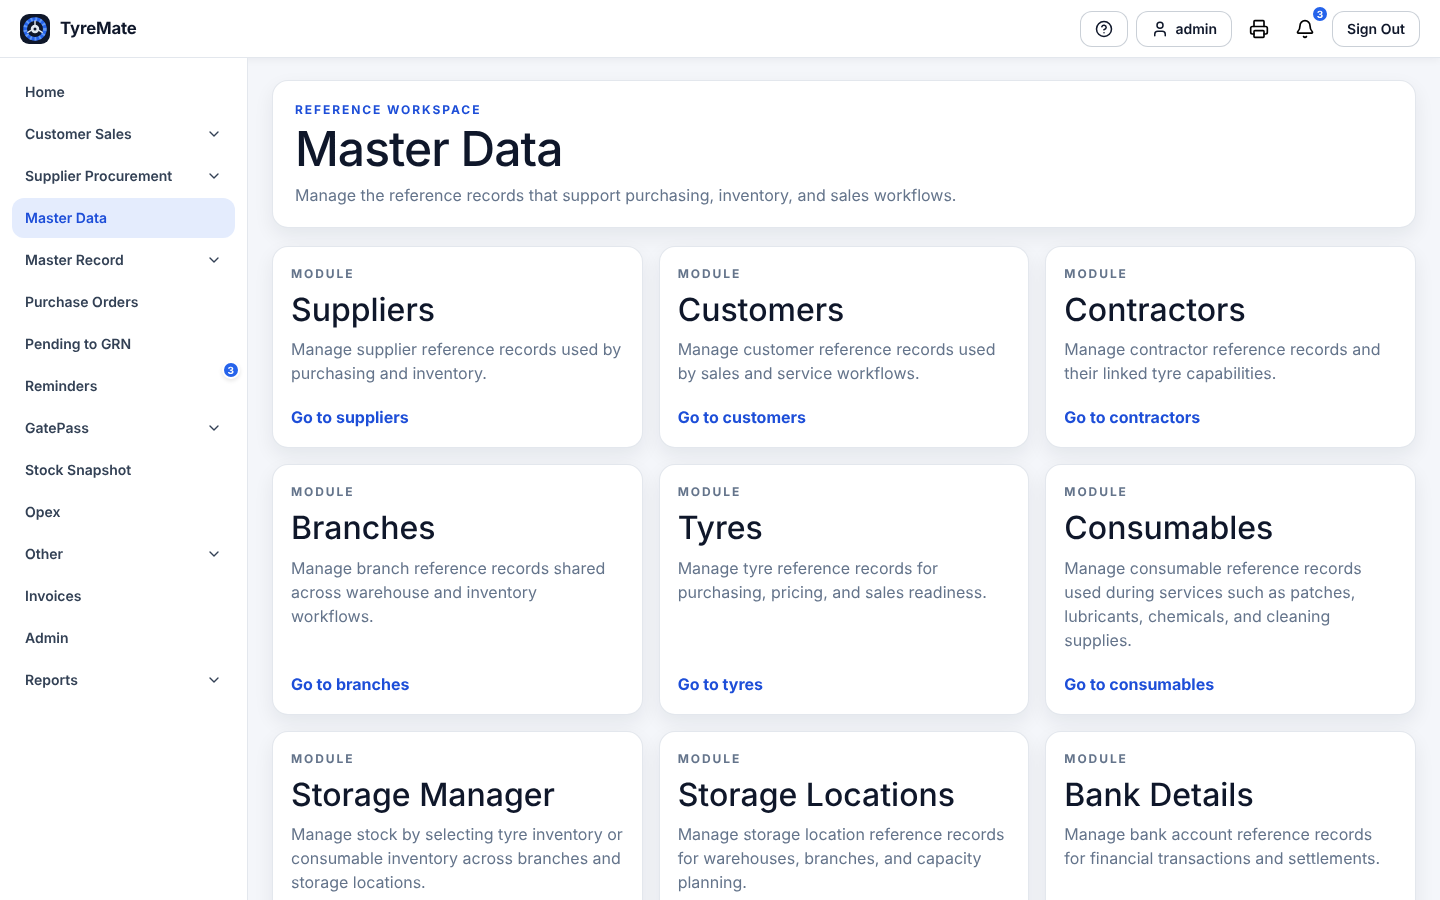 TyreMate
admin
3
Sign Out
Home
Customer Sales
Supplier Procurement
Master Data
Master Record
Purchase Orders
Pending to GRN
Reminders
3
GatePass
Stock Snapshot
Opex
Other
Invoices
Admin
Reports
REFERENCE WORKSPACE
Master Data
Manage the reference records that support purchasing, inventory, and sales workflows.
MODULE
Suppliers
Manage supplier reference records used by
purchasing and inventory.
Go to suppliers
MODULE
Customers
Manage customer reference records used
by sales and service workflows.
Go to customers
MODULE
Contractors
Manage contractor reference records and
their linked tyre capabilities.
Go to contractors
MODULE
Branches
Manage branch reference records shared
across warehouse and inventory
workflows.
Go to branches
MODULE
Tyres
Manage tyre reference records for
purchasing, pricing, and sales readiness.
Go to tyres
MODULE
Consumables
Manage consumable reference records
used during services such as patches,
lubricants, chemicals, and cleaning
supplies.
Go to consumables
MODULE
Storage Manager
Manage stock by selecting tyre inventory or
consumable inventory across branches and
storage locations.
MODULE
Storage Locations
Manage storage location reference records
for warehouses, branches, and capacity
planning.
MODULE
Bank Details
Manage bank account reference records
for financial transactions and settlements.